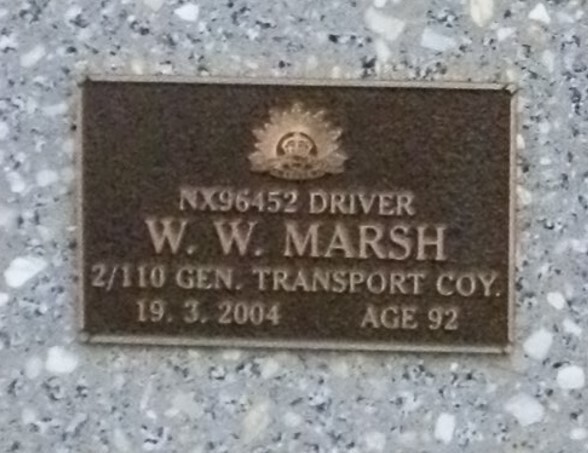 NX96452 DRIVER
W. W. MARSH
2/110 GEN. TRANSPORT COY.
19. 3. 2004 AGE 92